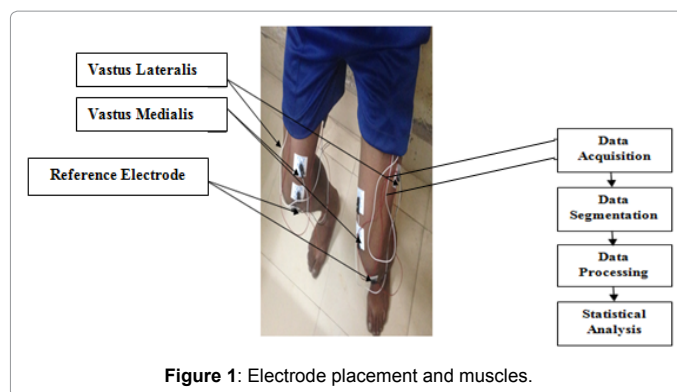 Vastus Lateralis
Vastus Medialis
Reference Electrode
Data
Acquisition
Data
Segmentation
Data
Processing
Statistical
Analysis
Figure 1: Electrode placement and muscles.